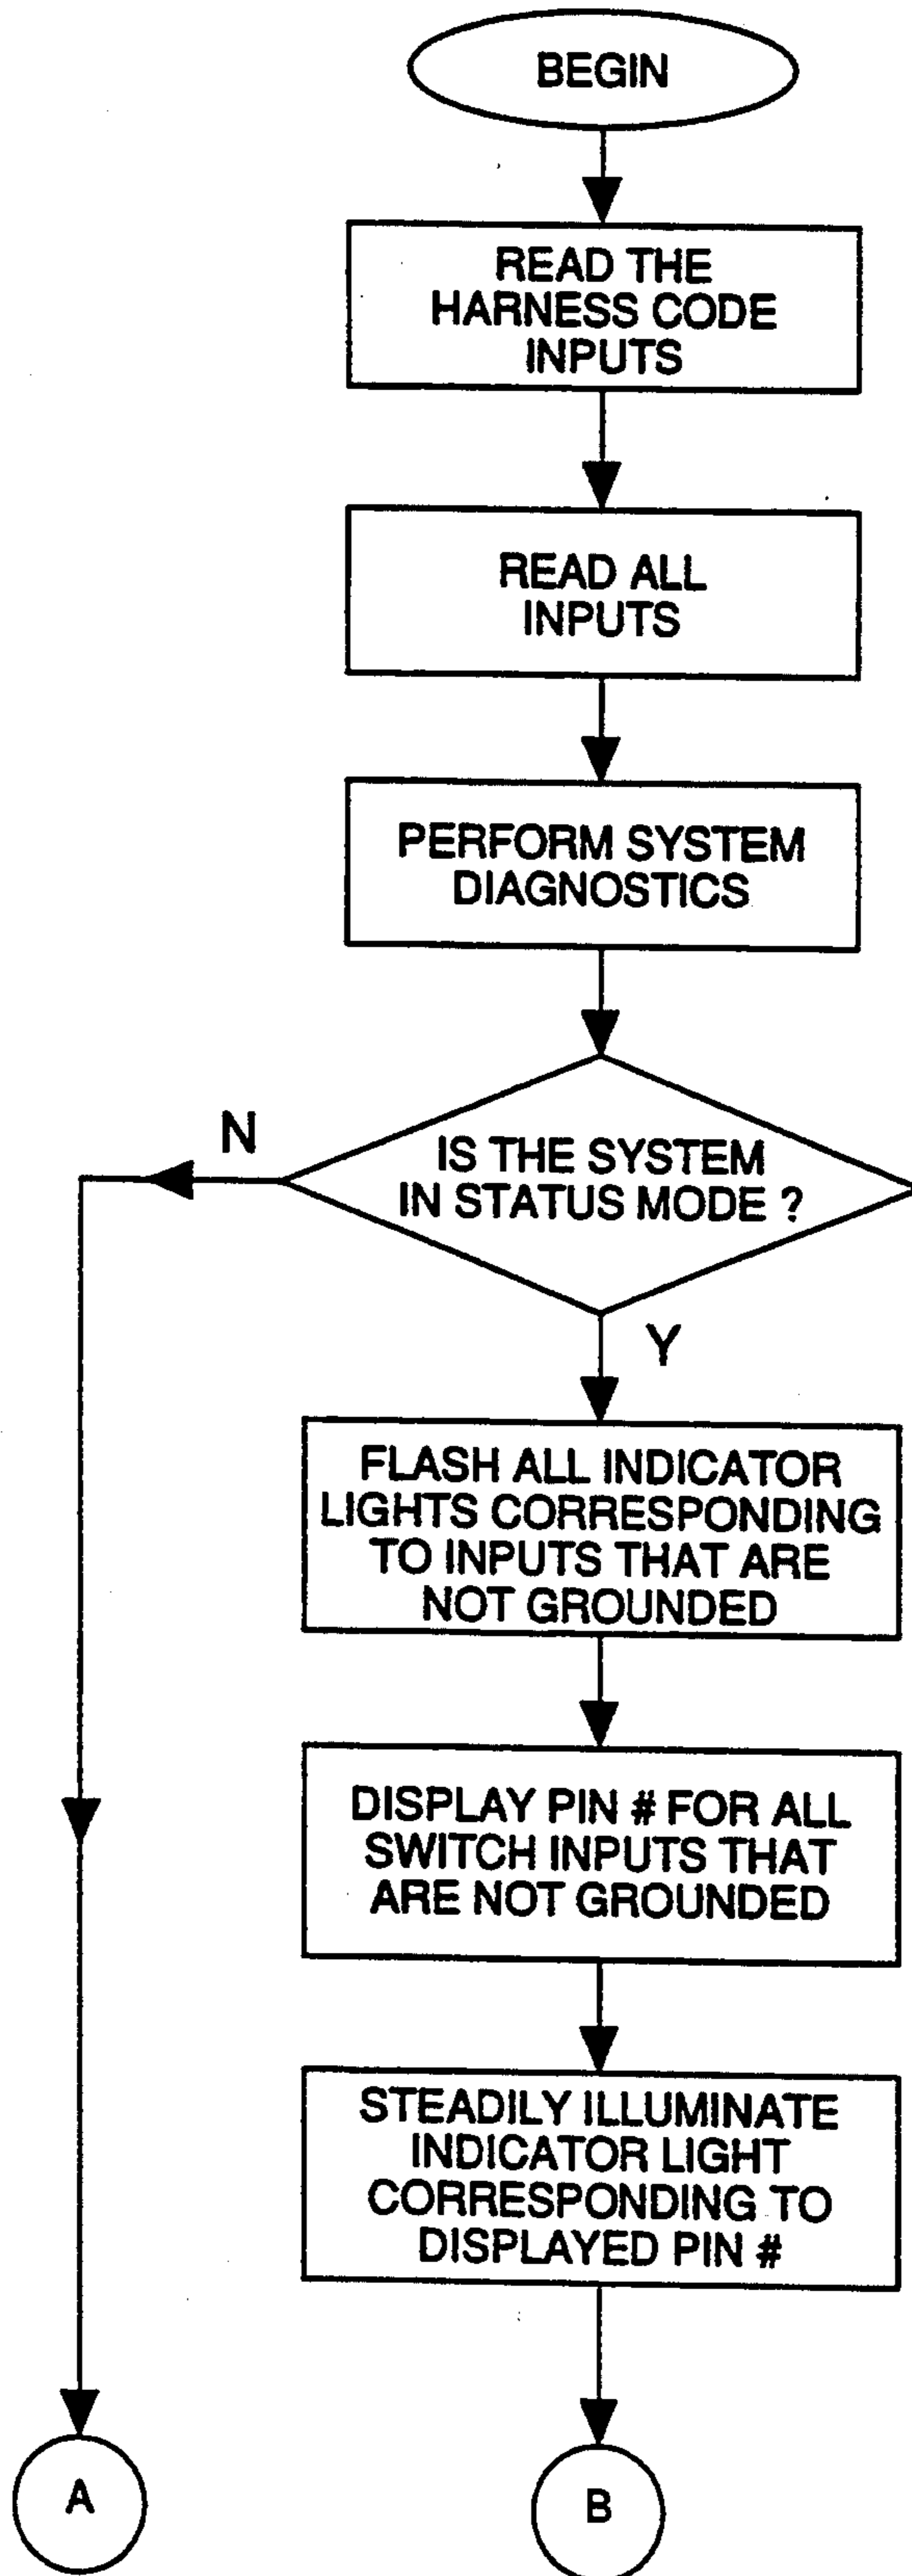 BEGIN
READ THE
HARNESS CODE
INPUTS
READ ALL
INPUTS
PERFORM SYSTEM
DIAGNOSTICS
N
IS THE SYSTEM
IN STATUS MODE ?
Y
FLASH ALL INDICATOR
LIGHTS CORRESPONDING
TO INPUTS THAT ARE
NOT GROUNDED
DISPLAY PIN # FOR ALL
SWITCH INPUTS THAT
ARE NOT GROUNDED
STEADILY ILLUMINATE
INDICATOR LIGHT
CORRESPONDING TO
DISPLAYED PIN #
A
B